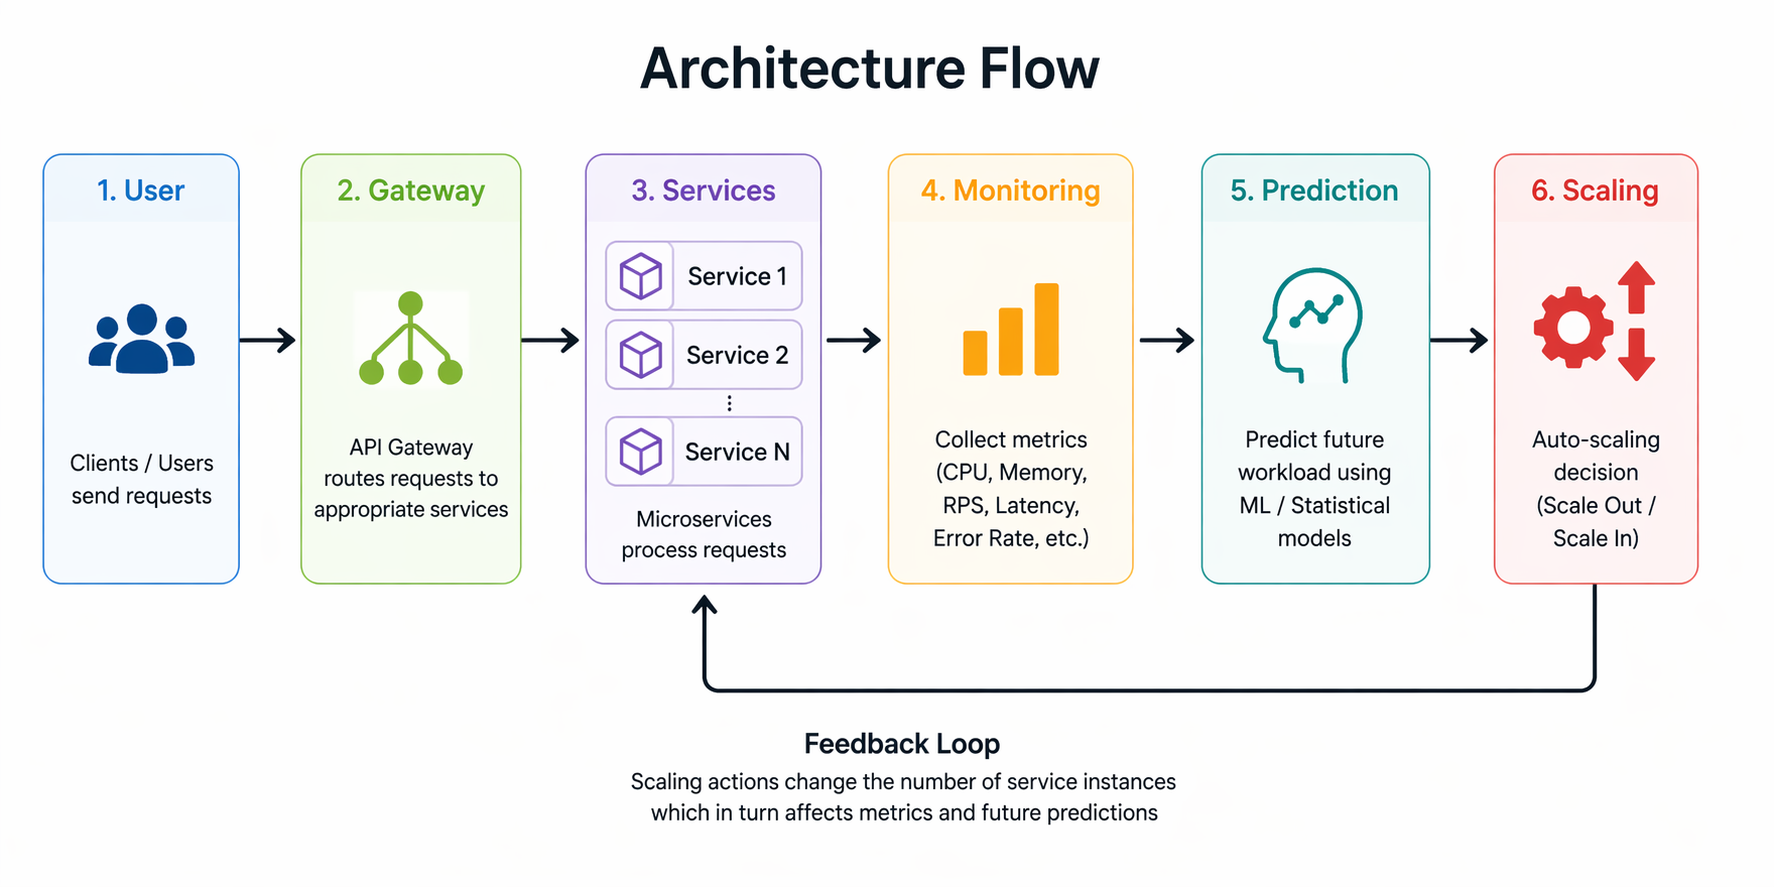 Architecture Flow
1. User
Clients / Users
send requests
2. Gateway
API Gateway
routes requests to
appropriate services
3. Services
Service 1
Service 2
⋮
Service N
Microservices
process requests
4. Monitoring
Collect metrics
(CPU, Memory,
RPS, Latency,
Error Rate, etc.)
5. Prediction
Predict future
workload using
ML / Statistical
models
6. Scaling
Auto-scaling
decision
(Scale Out /
Scale In)
Feedback Loop
Scaling actions change the number of service instances
which in turn affects metrics and future predictions